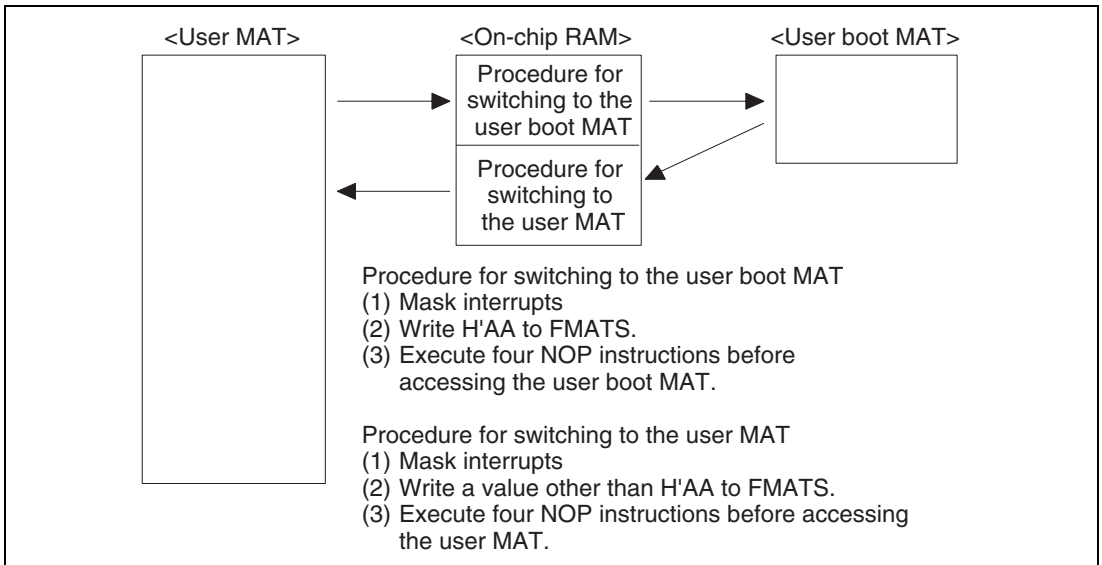 <User MAT>
<On-chip RAM>
<User boot MAT>
Procedure for
switching to the
user boot MAT
Procedure for
switching to
the user MAT
Procedure for switching to the user boot MAT
(1) Mask interrupts
(2) Write H'AA to FMATS.
(3) Execute four NOP instructions before
accessing the user boot MAT.
Procedure for switching to the user MAT
(1) Mask interrupts
(2) Write a value other than H'AA to FMATS.
(3) Execute four NOP instructions before accessing
the user MAT.